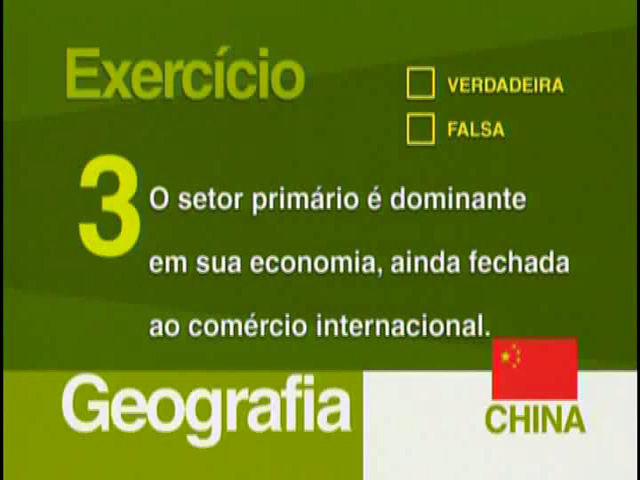 Exercício
VERDADEIRA
FALSA
3
O setor primário é dominante
em sua economia, ainda fechada
ao comércio internacional.
Geografia
CHINA